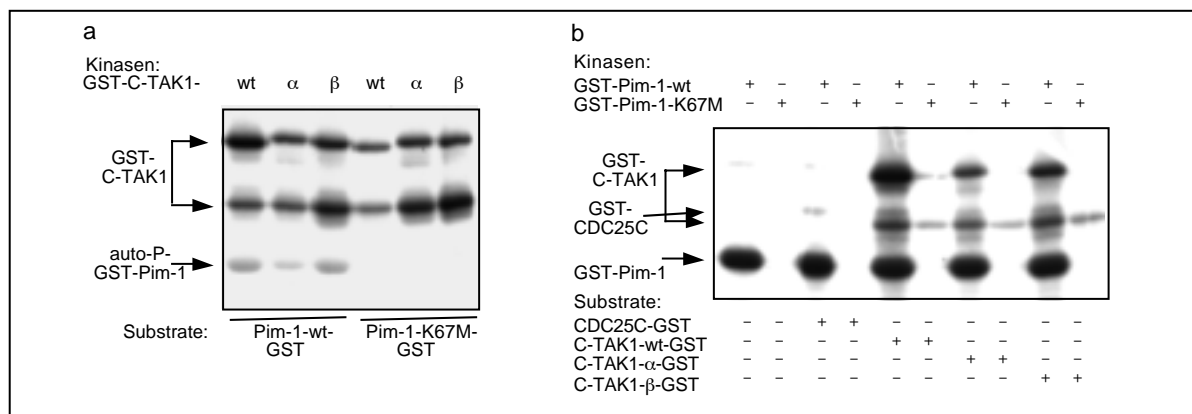 a
Kinasen:
GST-C-TAK1- wt α β wt α β
GST-
C-TAK1
auto-P-
GST-Pim-1
Substrate: Pim-1-wt-
GST
Pim-1-K67M-
GST
b
Kinasen:
GST-Pim-1-wt + – + – + – + – + –
GST-Pim-1-K67M – + – + – + – + – +
GST-
C-TAK1
GST-
CDC25C
GST-Pim-1
Substrate:
CDC25C-GST – – + + – – – – – –
C-TAK1-wt-GST – – – – + + – – – –
C-TAK1-α-GST – – – – – – + + – –
C-TAK1-β-GST – – – – – – – – + +